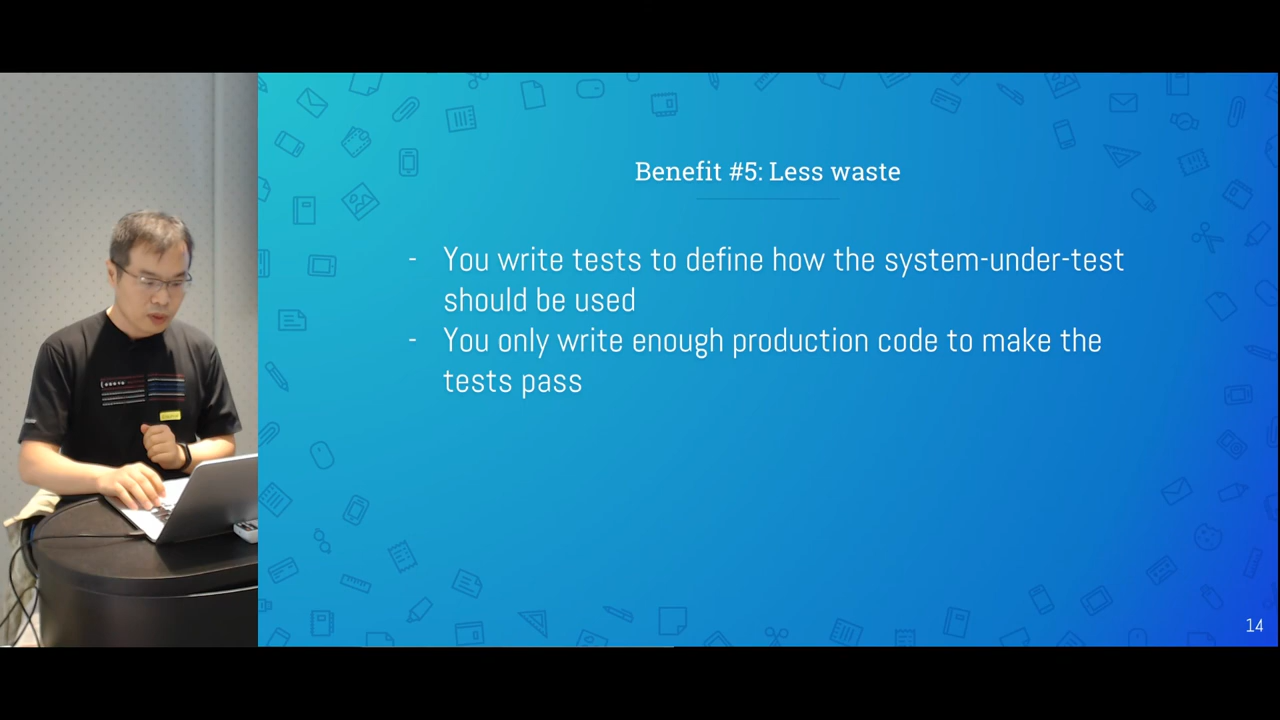 Benefit #5: Less waste
- You write tests to define how the system-under-test
should be used
- You only write enough production code to make the
tests pass
14